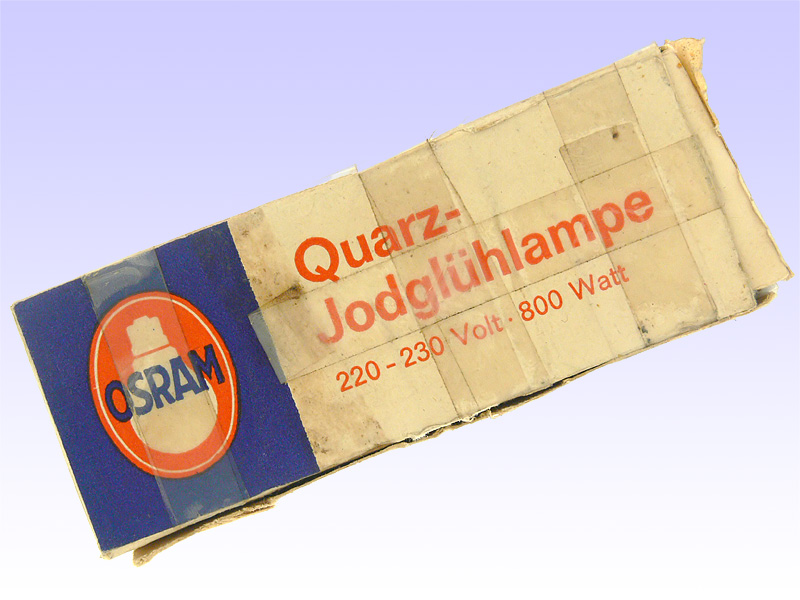 OSRAM
Quarz-
Jodglühlampe
220-230 Volt · 800 Watt